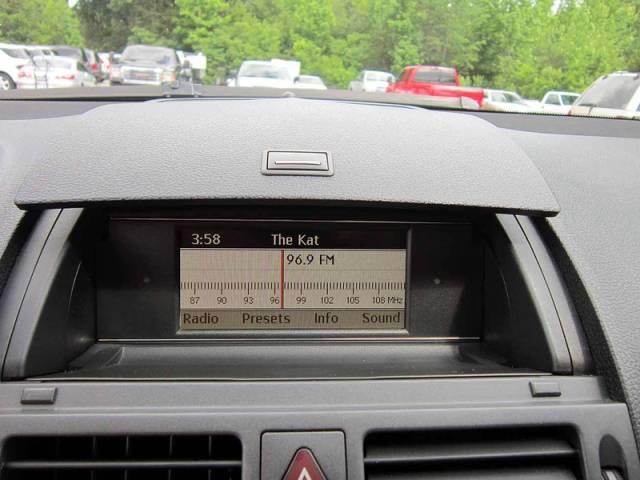 3:58 The Kat
96.9 FM
87 90 93 96 99 102 105 108 MHz
Radio Presets Info Sound